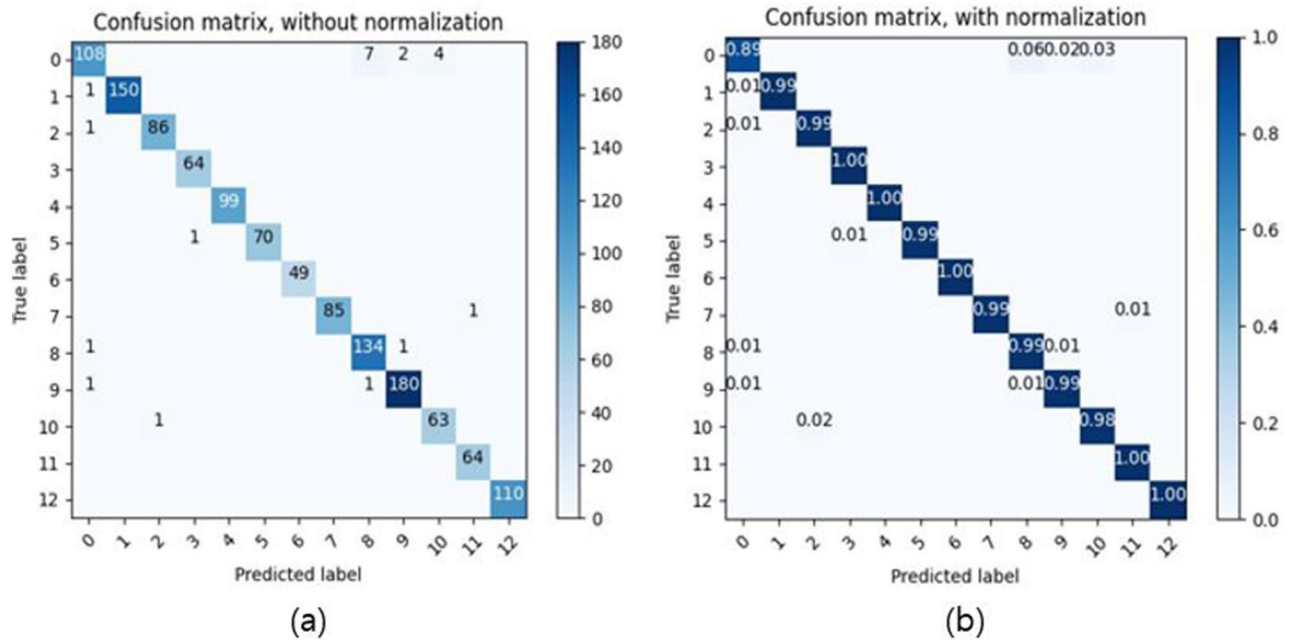 Confusion matrix, without normalization
0 108 7 2 4
1 1 150
2 1 86
3 64
4 99
5 1 70
6 49
7 85 1
8 1 134 1
9 1 1 180
10 1 63
11 64
12 110
0 1 2 3 4 5 6 7 8 9 10 11 12
True label
Predicted label
180
160
140
120
100
80
60
40
20
0
(a)
Confusion matrix, with normalization
0 0.89 0.06 0.02 0.03
1 0.01 0.99
2 0.01 0.99
3 1.00
4 1.00
5 0.01 0.99
6 1.00
7 0.99 0.01
8 0.01 0.99 0.01
9 0.01 0.01 0.99
10 0.02 0.98
11 1.00
12 1.00
0 1 2 3 4 5 6 7 8 9 10 11 12
True label
Predicted label
1.0
0.8
0.6
0.4
0.2
0.0
(b)